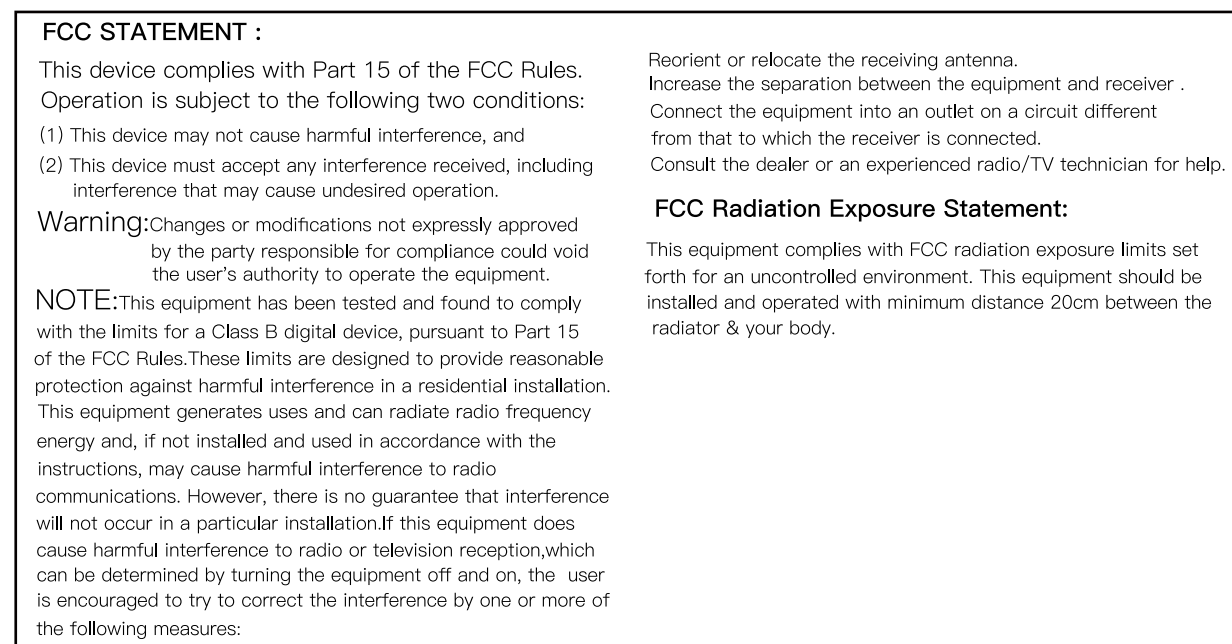 FCC STATEMENT :
This device complies with Part 15 of the FCC Rules.
Operation is subject to the following two conditions:
(1) This device may not cause harmful interference, and
(2) This device must accept any interference received, including
interference that may cause undesired operation.
Warning:Changes or modifications not expressly approved
by the party responsible for compliance could void
the user's authority to operate the equipment.
NOTE:This equipment has been tested and found to comply
with the limits for a Class B digital device, pursuant to Part 15
of the FCC Rules.These limits are designed to provide reasonable
protection against harmful interference in a residential installation.
This equipment generates uses and can radiate radio frequency
energy and, if not installed and used in accordance with the
instructions, may cause harmful interference to radio
communications. However, there is no guarantee that interference
will not occur in a particular installation.If this equipment does
cause harmful interference to radio or television reception,which
can be determined by turning the equipment off and on, the user
is encouraged to try to correct the interference by one or more of
the following measures:
Reorient or relocate the receiving antenna.
Increase the separation between the equipment and receiver .
Connect the equipment into an outlet on a circuit different
from that to which the receiver is connected.
Consult the dealer or an experienced radio/TV technician for help.
FCC Radiation Exposure Statement:
This equipment complies with FCC radiation exposure limits set
forth for an uncontrolled environment. This equipment should be
installed and operated with minimum distance 20cm between the
radiator & your body.